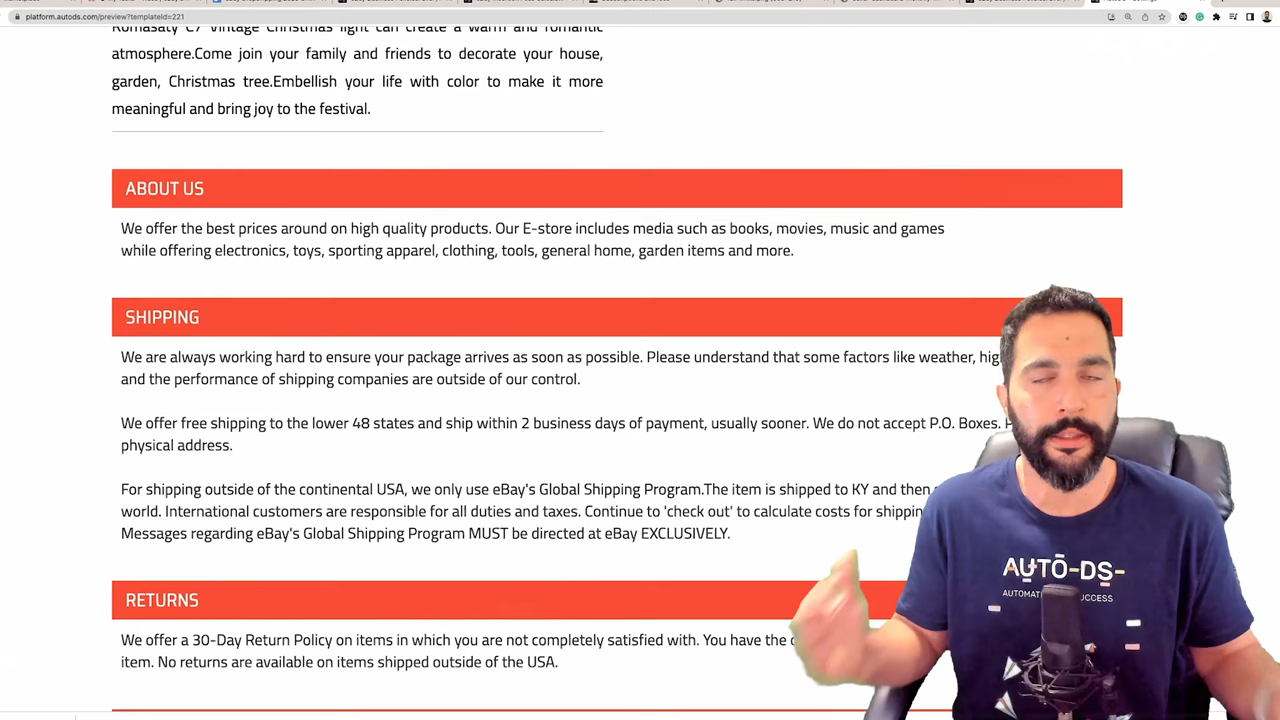 platform.autods.com/preview?templateId=221
Romasaty C7 Vintage Christmas light can create a warm and romantic
atmosphere.Come join your family and friends to decorate your house,
garden, Christmas tree.Embellish your life with color to make it more
meaningful and bring joy to the festival.
ABOUT US
We offer the best prices around on high quality products. Our E-store includes media such as books, movies, music and games
while offering electronics, toys, sporting apparel, clothing, tools, general home, garden items and more.
SHIPPING
We are always working hard to ensure your package arrives as soon as possible. Please understand that some factors like weather,
and the performance of shipping companies are outside of our control.
We offer free shipping to the lower 48 states and ship within 2 business days of payment, usually sooner. We do not accept P.O. Boxes.
physical address.
For shipping outside of the continental USA, we only use eBay's Global Shipping Program.The item is shipped to KY and then
world. International customers are responsible for all duties and taxes. Continue to 'check out' to calculate costs for
Messages regarding eBay's Global Shipping Program MUST be directed at eBay EXCLUSIVELY.
RETURNS
We offer a 30-Day Return Policy on items in which you are not completely satisfied with. You have the
item. No returns are available on items shipped outside of the USA.
AUTO-DS